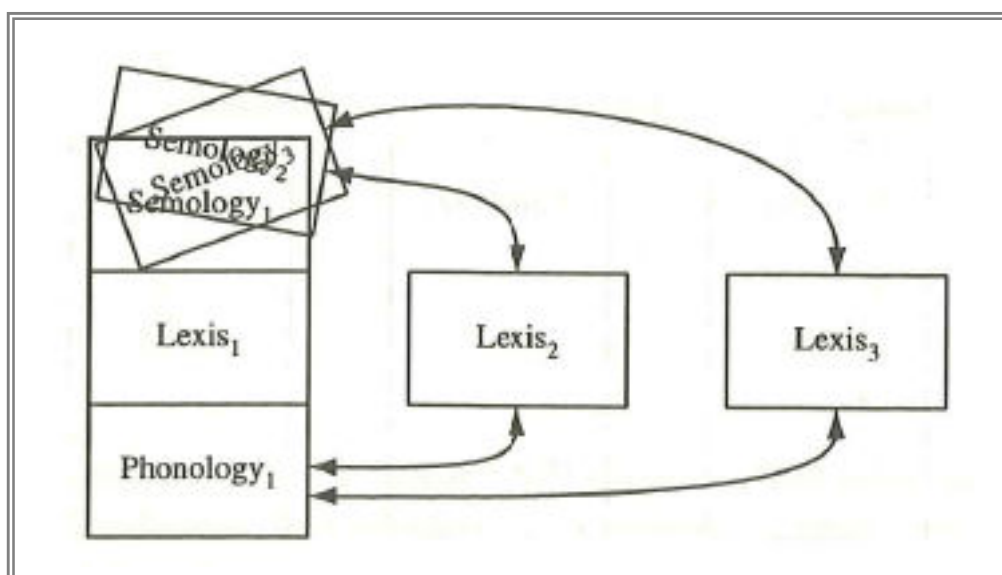 Semology₃
Semology₂
Semology₁
Lexis₁
Lexis₂
Lexis₃
Phonology₁